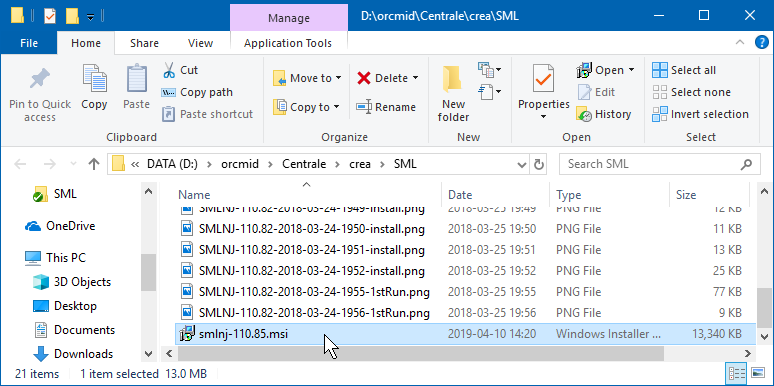 Manage
D:\orcmid\Centrale\crea\SML
File
Home
Share
View
Application Tools
Pin to Quick access
Copy
Paste
Cut
Copy path
Paste shortcut
Clipboard
Move to
Copy to
Delete
Rename
Organize
New folder
New
Properties
Open
Edit
History
Open
Select all
Select none
Invert selection
Select
« DATA (D:) › orcmid › Centrale › crea › SML
Search SML
SML
OneDrive
This PC
3D Objects
Desktop
Documents
Downloads
Name Date Type Size
SMLNJ-110.82-2018-03-24-1949-install.png 2018-03-25 19:49 PNG File 12 KB
SMLNJ-110.82-2018-03-24-1950-install.png 2018-03-25 19:50 PNG File 11 KB
SMLNJ-110.82-2018-03-24-1951-install.png 2018-03-25 19:51 PNG File 13 KB
SMLNJ-110.82-2018-03-24-1952-install.png 2018-03-25 19:52 PNG File 25 KB
SMLNJ-110.82-2018-03-24-1955-1stRun.png 2018-03-25 19:55 PNG File 77 KB
SMLNJ-110.82-2018-03-24-1956-1stRun.png 2018-03-25 19:56 PNG File 9 KB
smlnj-110.85.msi 2019-04-10 14:20 Windows Installer ... 13,340 KB
21 items 1 item selected 13.0 MB